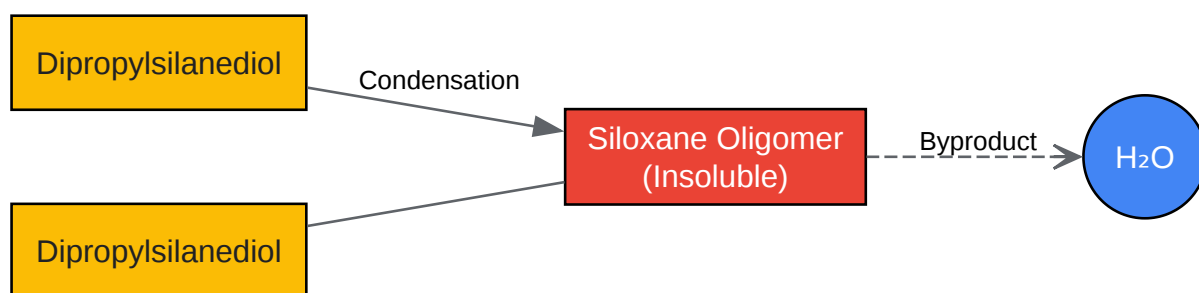 Dipropylsilanediol
Condensation
Siloxane Oligomer
(Insoluble)
Byproduct
H₂O
Dipropylsilanediol